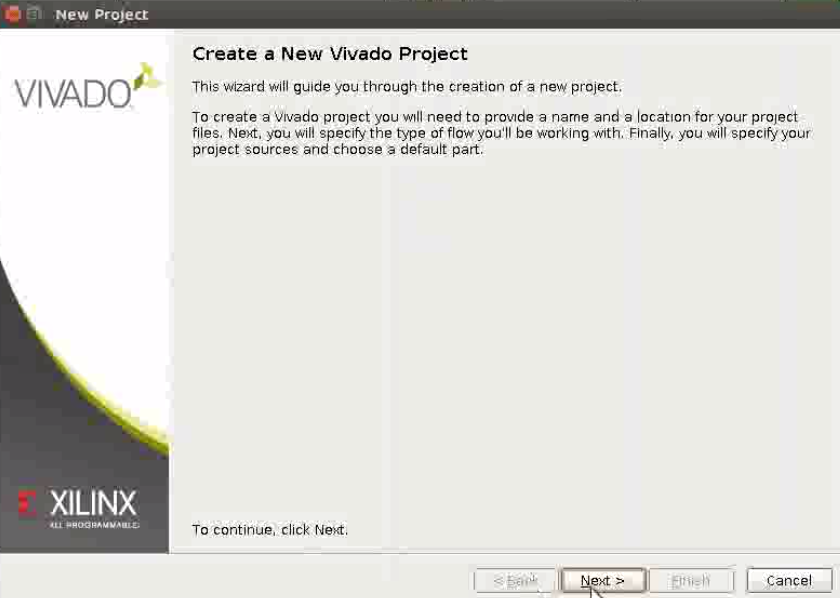 New Project
VIVADO
Create a New Vivado Project
This wizard will guide you through the creation of a new project.
To create a Vivado project you will need to provide a name and a location for your project
files. Next, you will specify the type of flow you'll be working with. Finally, you will specify your
project sources and choose a default part.
XILINX
ALL PROGRAMMABLE
To continue, click Next.
< Back Next > Finish Cancel